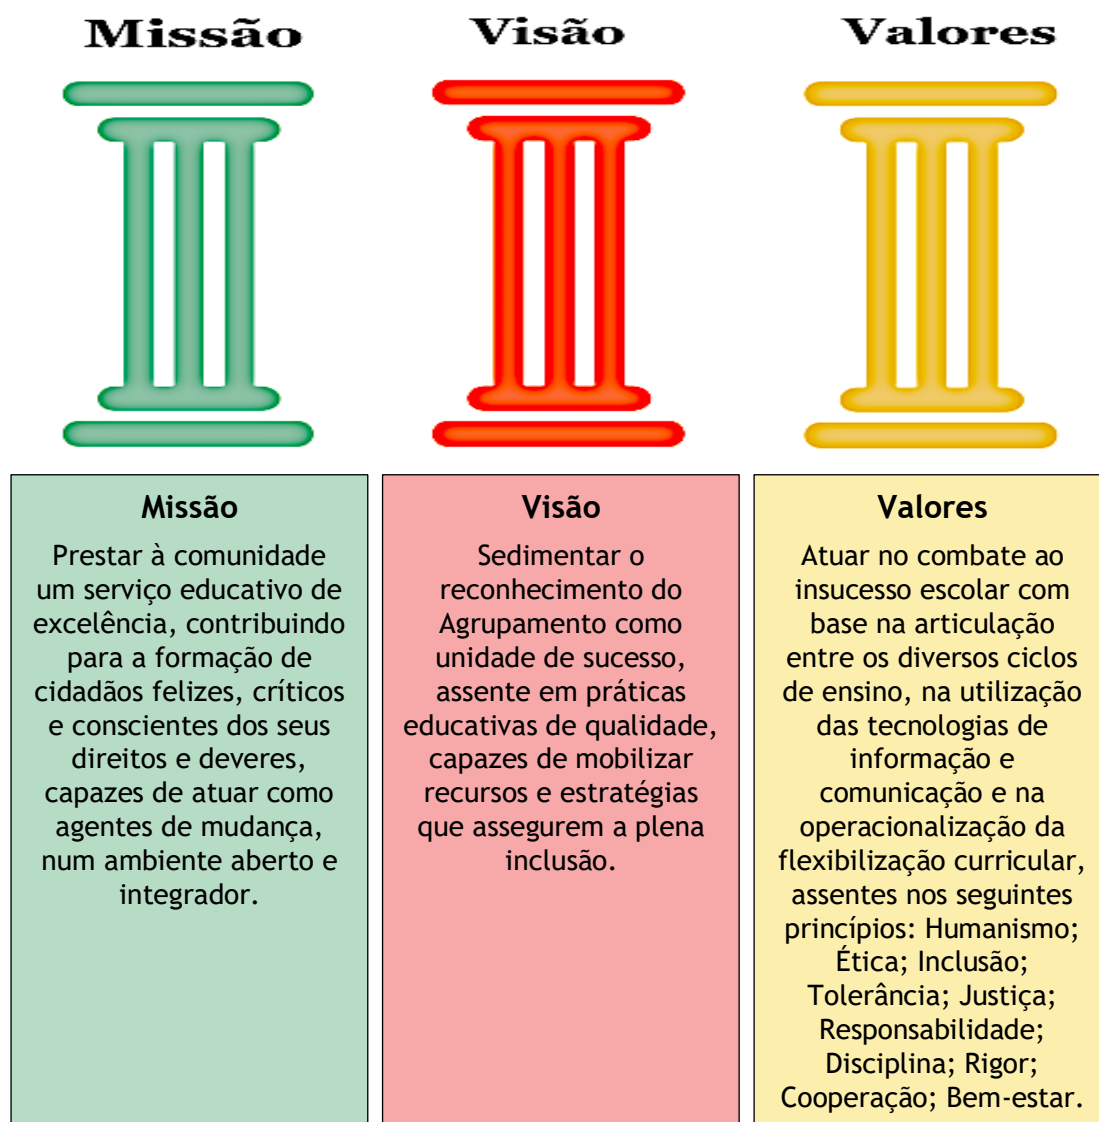 Missão
Visão
Valores
Missão
Prestar à comunidade
um serviço educativo de
excelência, contribuindo
para a formação de
cidadãos felizes, críticos
e conscientes dos seus
direitos e deveres,
capazes de atuar como
agentes de mudança,
num ambiente aberto e
integrador.
Visão
Sedimentar o
reconhecimento do
Agrupamento como
unidade de sucesso,
assente em práticas
educativas de qualidade,
capazes de mobilizar
recursos e estratégias
que assegurem a plena
inclusão.
Valores
Atuar no combate ao
insucesso escolar com
base na articulação
entre os diversos ciclos
de ensino, na utilização
das tecnologias de
informação e
comunicação e na
operacionalização da
flexibilização curricular,
assentes nos seguintes
princípios: Humanismo;
Ética; Inclusão;
Tolerância; Justiça;
Responsabilidade;
Disciplina; Rigor;
Cooperação; Bem-estar.